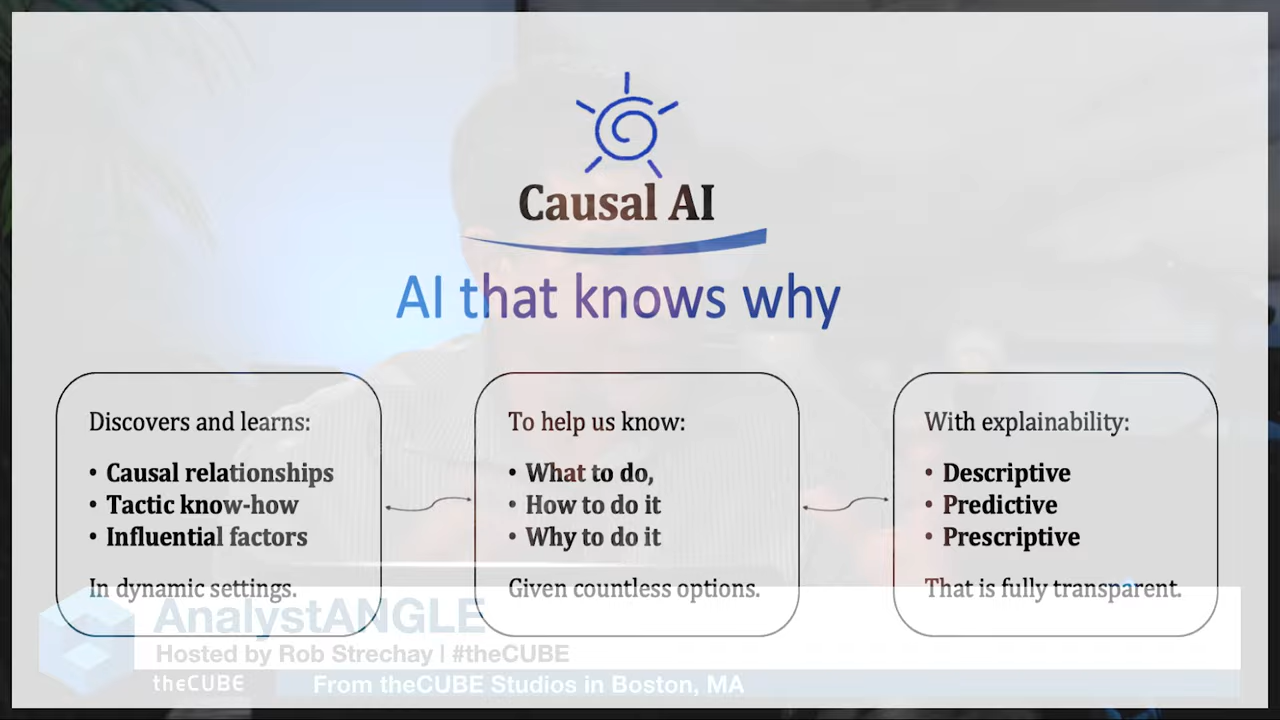 Causal AI
AI that knows why
Discovers and learns:
• Causal relationships
• Tactic know-how
• Influential factors
In dynamic settings.
To help us know:
• What to do,
• How to do it
• Why to do it
Given countless options.
With explainability:
• Descriptive
• Predictive
• Prescriptive
That is fully transparent.
AnalystANGLE
Hosted by Rob Strechay | #theCUBE
theCUBE
From theCUBE Studios in Boston, MA